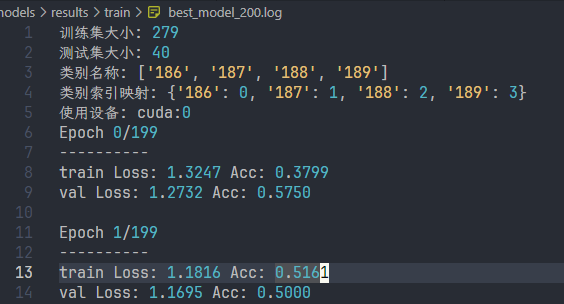 models > results > train > best_model_200.log
1 训练集大小: 279
2 测试集大小: 40
3 类别名称: ['186', '187', '188', '189']
4 类别索引映射: {'186': 0, '187': 1, '188': 2, '189': 3}
5 使用设备: cuda:0
6 Epoch 0/199
7 ----------
8 train Loss: 1.3247 Acc: 0.3799
9 val Loss: 1.2732 Acc: 0.5750
10
11 Epoch 1/199
12 ----------
13 train Loss: 1.1816 Acc: 0.5161
14 val Loss: 1.1695 Acc: 0.5000